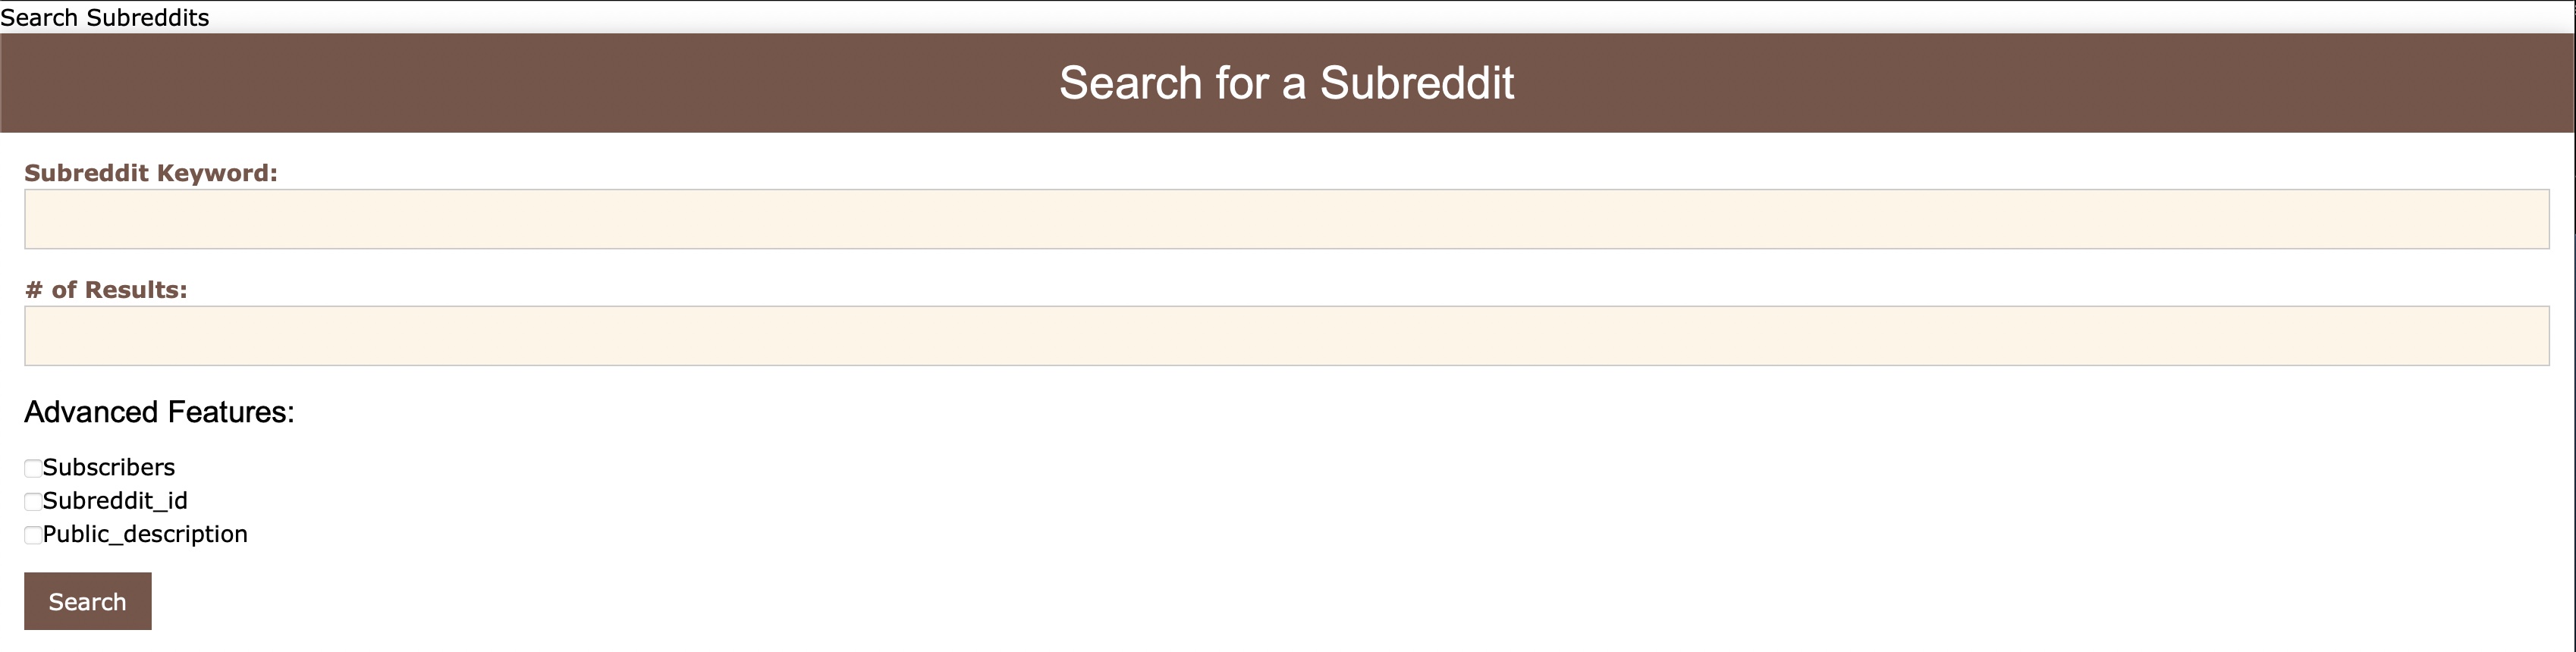 Search Subreddits
Search for a Subreddit
Subreddit Keyword:
# of Results:
Advanced Features:
Subscribers
Subreddit_id
Public_description
Search